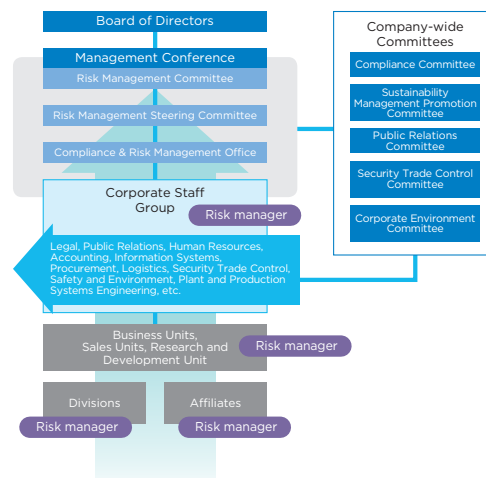 Board of Directors
Management Conference
Risk Management Committee
Risk Management Steering Committee
Compliance & Risk Management Office
Corporate Staff
Group
Risk manager
Legal, Public Relations, Human Resources,
Accounting, Information Systems,
Procurement, Logistics, Security Trade Control,
Safety and Environment, Plant and Production
Systems Engineering, etc.
Business Units,
Sales Units, Research and
Development Unit
Risk manager
Divisions
Risk manager
Affiliates
Risk manager
Company-wide
Committees
Compliance Committee
Sustainability
Management Promotion
Committee
Public Relations
Committee
Security Trade Control
Committee
Corporate Environment
Committee